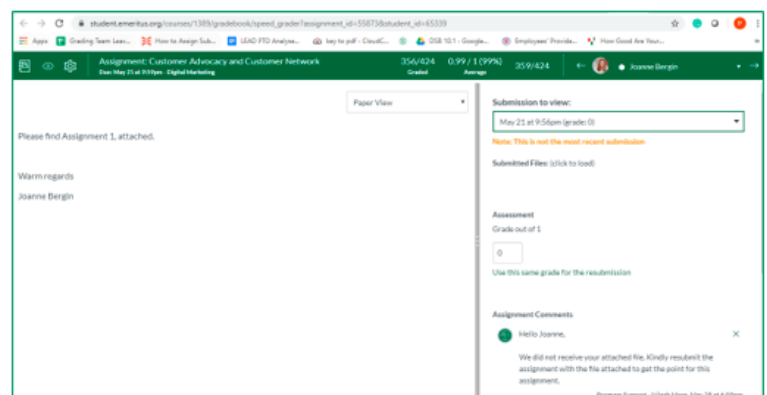 student.emeritus.org/courses/1389/gradebook/speed_grader?assignment_id=55873&student_id=65339
Apps Grading Team Leav... How to Assign Sub... LEAD FTD Analyse... key to pdf - CloudC... OSB 10.1 - Google... Employees' Provide... How Good Are Your...
Assignment: Customer Advocacy and Customer Network
Due: May 21 at 9:59pm - Digital Marketing
356/424
Graded
0.99 / 1 (99%)
Average
359/424
Joanne Bergin
Paper View
Please find Assignment 1, attached.
Warm regards
Joanne Bergin
Submission to view:
May 21 at 9:56pm (grade: 0)
Note: This is not the most recent submission
Submitted Files: (click to load)
Assessment
Grade out of 1
0
Use this same grade for the resubmission
Assignment Comments
Hello Joanne,
We did not receive your attached file. Kindly resubmit the
assignment with the file attached to get the point for this
assignment.